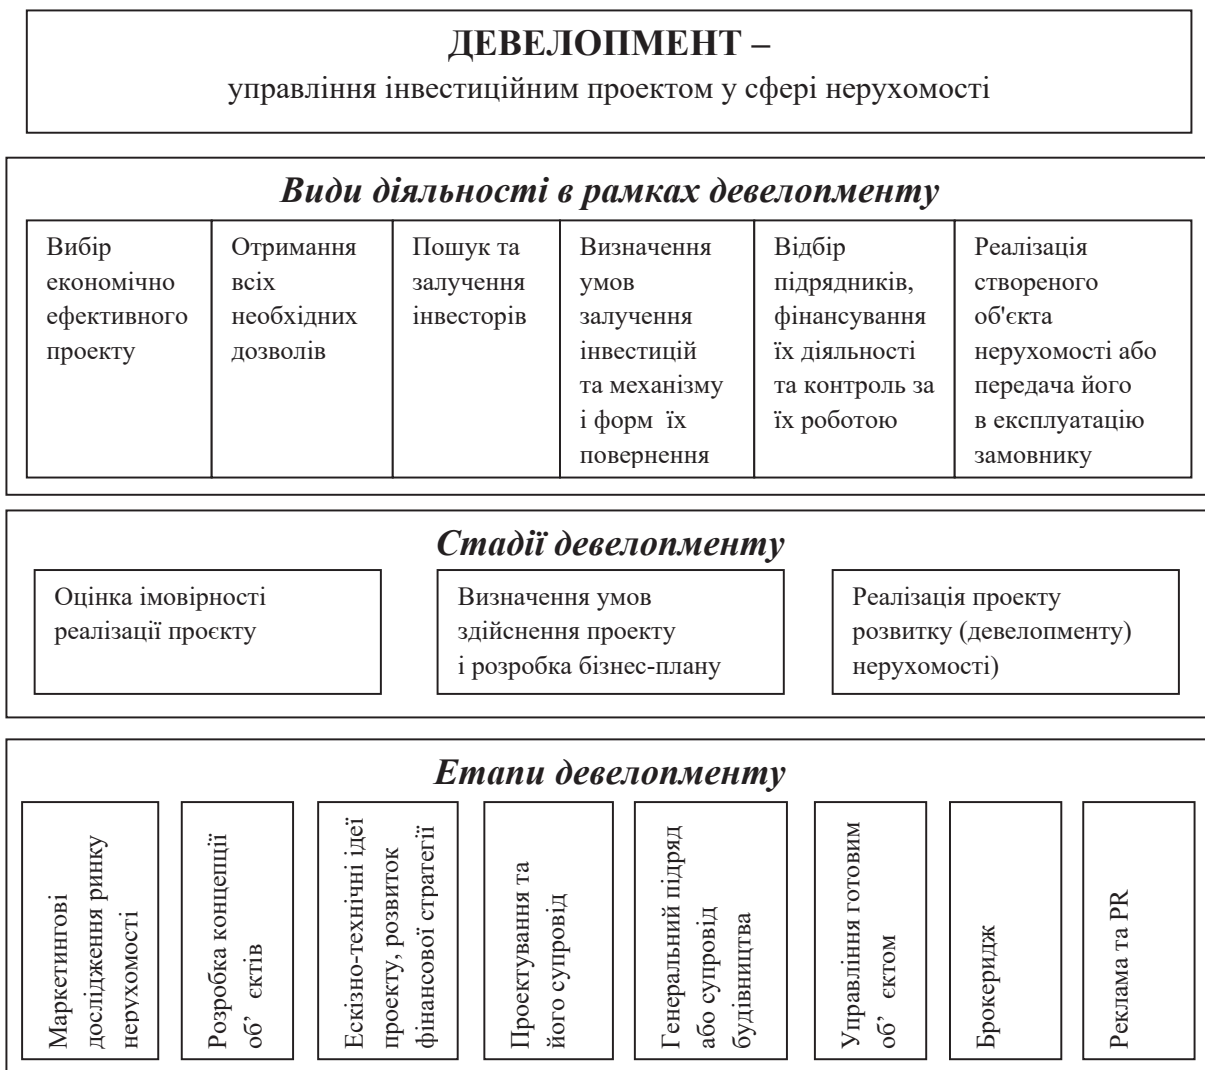 ДЕВЕЛОПМЕНТ –
управління інвестиційним проектом у сфері нерухомості
Види діяльності в рамках девелопменту
Вибір
економічно
ефективного
проекту
Отримання
всіх
необхідних
дозволів
Пошук та
залучення
інвесторів
Визначення
умов
залучення
інвестицій
та механізму
і форм їх
повернення
Відбір
підрядників,
фінансування
їх діяльності
та контроль за
їх роботою
Реалізація
створеного
об'єкта
нерухомості або
передача його
в експлуатацію
замовнику
Стадії девелопменту
Оцінка імовірності
реалізації проєкту
Визначення умов
здійснення проекту
і розробка бізнес-плану
Реалізація проекту
розвитку (девелопменту)
нерухомості)
Етапи девелопменту
Маркетингові
дослідження ринку
нерухомості
Розробка концепції
об’ єктів
Ескізно-технічні ідеї
проекту, розвиток
фінансової стратегії
Проектування та
його супровід
Генеральний підряд
або супровід
будівництва
Управління готовим
об’ єктом
Брокеридж
Реклама та PR